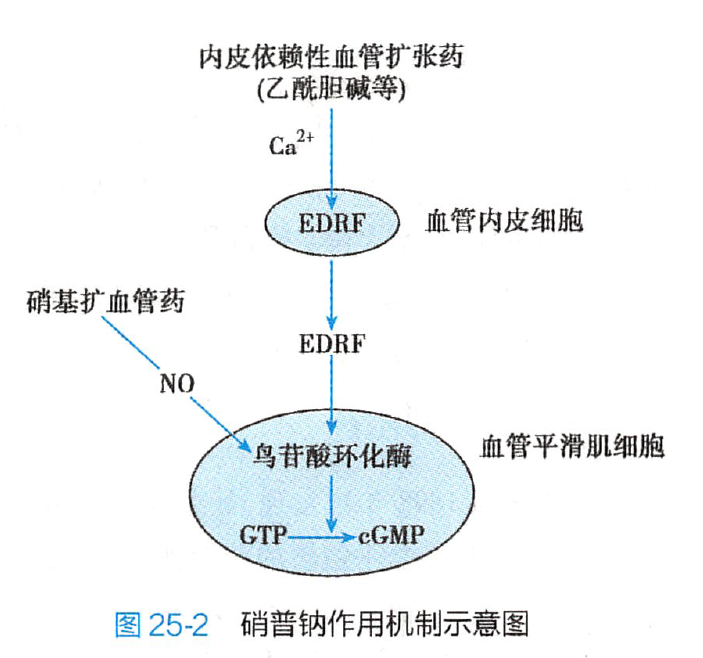 内皮依赖性血管扩张药
(乙酰胆碱等)
Ca²⁺
EDRF
血管内皮细胞
硝基扩血管药
EDRF
NO
鸟苷酸环化酶
血管平滑肌细胞
GTP
cGMP
图 25-2 硝普钠作用机制示意图